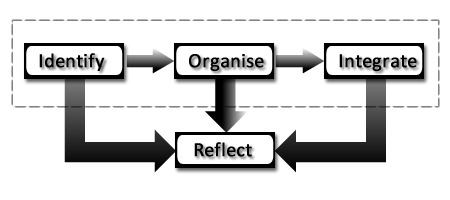 Identify
Organise
Integrate
Reflect